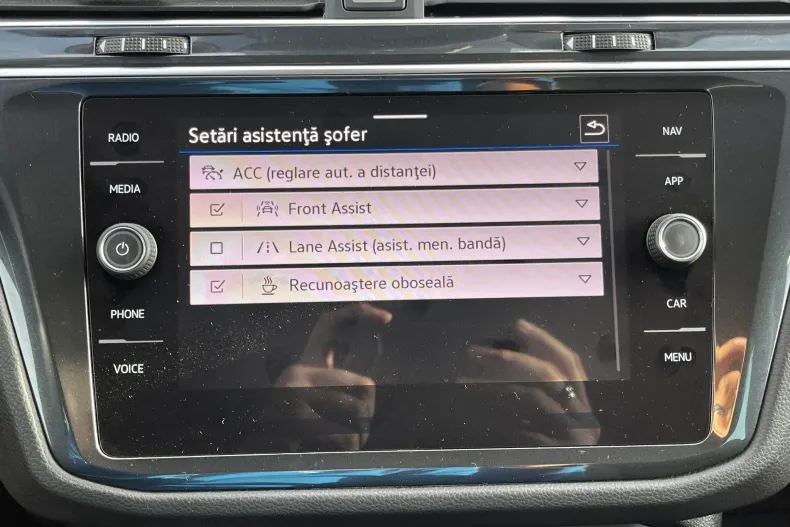 RADIO
MEDIA
PHONE
VOICE
Setări asistenţă şofer
ACC (reglare aut. a distanţei)
Front Assist
Lane Assist (asist. men. bandă)
Recunoaştere oboseală
NAV
APP
CAR
MENU